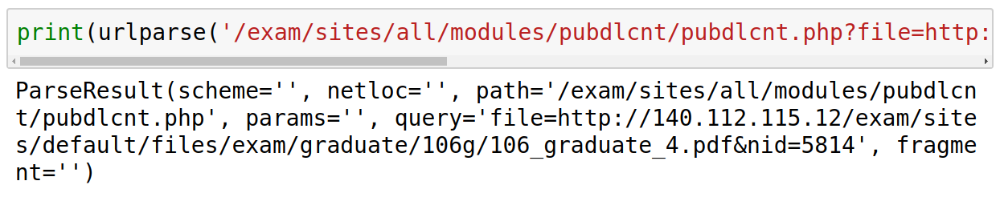 print(urlparse('/exam/sites/all/modules/pubdlcnt/pubdlcnt.php?file=http:
ParseResult(scheme='', netloc='', path='/exam/sites/all/modules/pubdlcn
t/pubdlcnt.php', params='', query='file=http://140.112.115.12/exam/site
s/default/files/exam/graduate/106g/106_graduate_4.pdf&nid=5814', fragme
nt='')